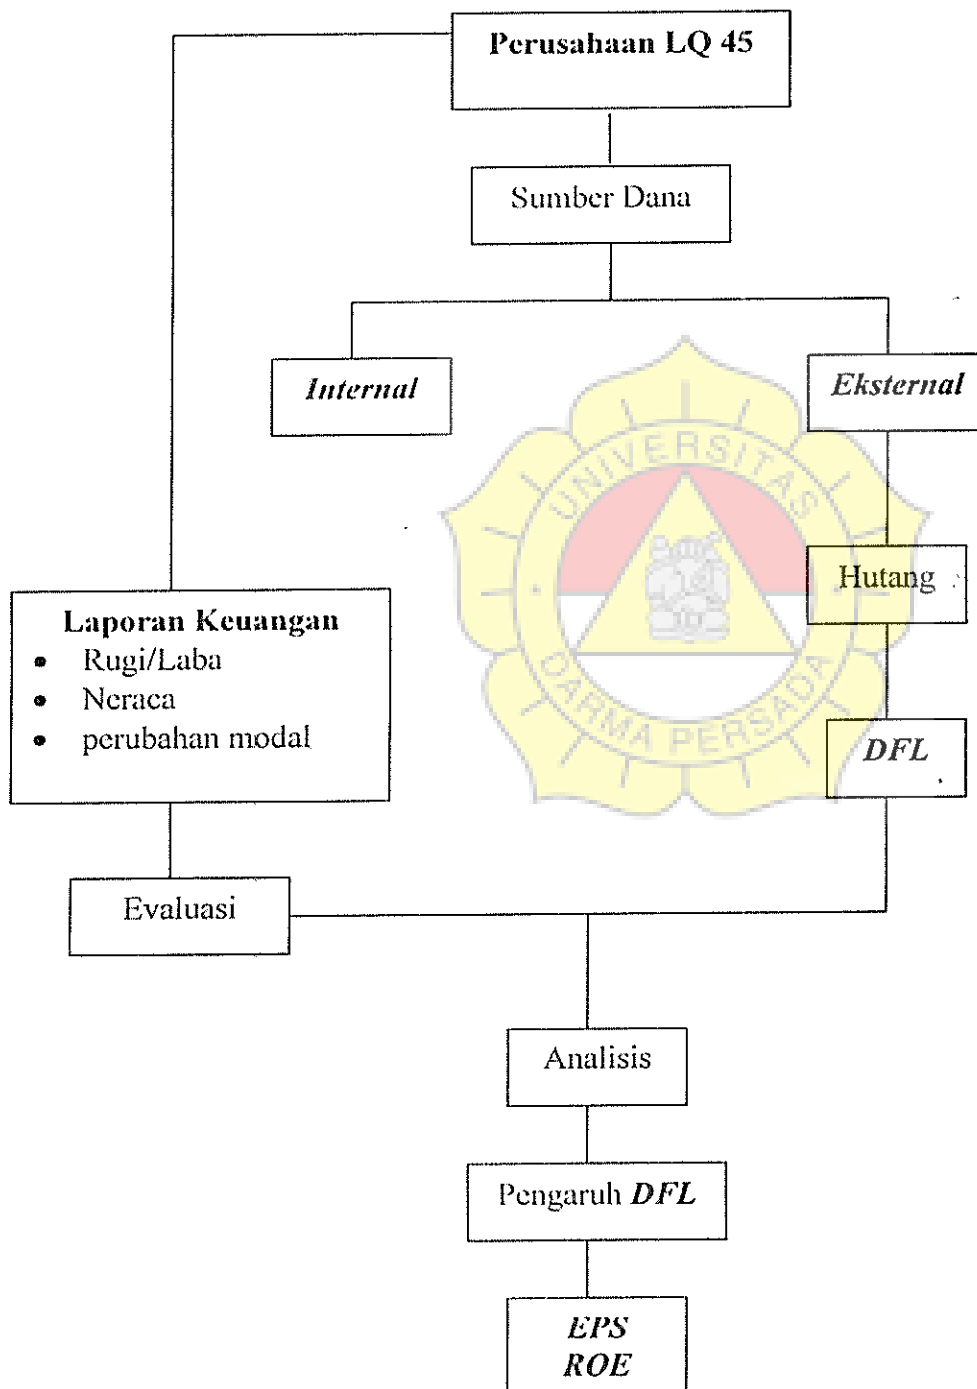 Perusahaan LQ 45
Sumber Dana
Internal
Eksternal
Hutang
Laporan Keuangan
• Rugi/Laba
• Neraca
• perubahan modal
DFL
Evaluasi
Analisis
Pengaruh DFL
EPS
ROE
UNIVERSITAS
DARMA PERSADA